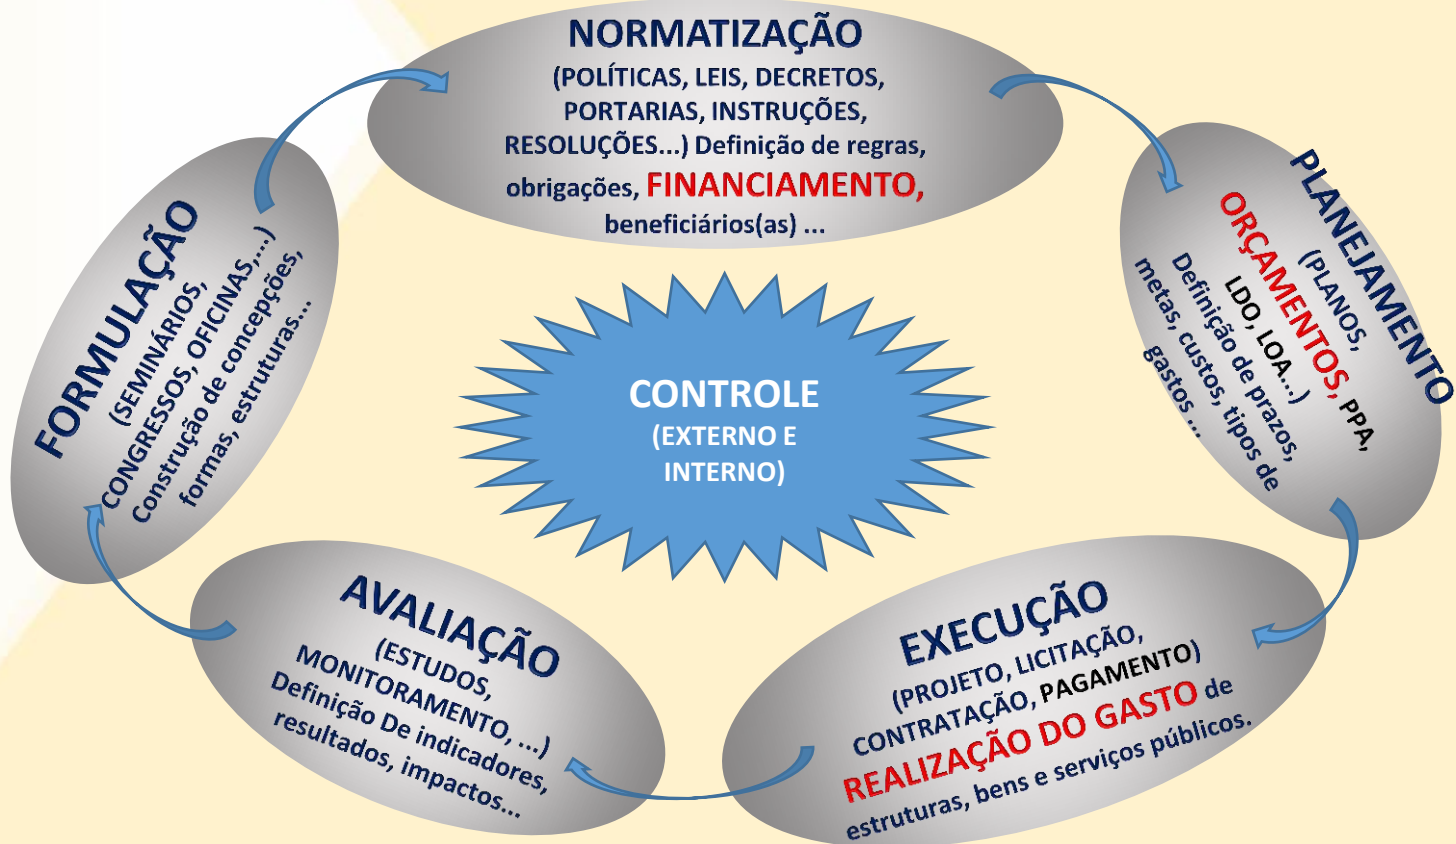 NORMATIZAÇÃO
(POLÍTICAS, LEIS, DECRETOS,
PORTARIAS, INSTRUÇÕES,
RESOLUÇÕES...) Definição de regras,
obrigações, FINANCIAMENTO,
beneficiários(as) ...
PLANEJAMENTO
(PLANOS,
ORÇAMENTOS, PPA,
LDO, LOA...)
Definição de prazos,
metas, custos, tipos de
gastos ...
EXECUÇÃO
(PROJETO, LICITAÇÃO,
CONTRATAÇÃO, PAGAMENTO)
REALIZAÇÃO DO GASTO de
estruturas, bens e serviços públicos.
AVALIAÇÃO
(ESTUDOS,
MONITORAMENTO, ...)
Definição De indicadores,
resultados, impactos...
FORMULAÇÃO
(SEMINÁRIOS,
CONGRESSOS, OFICINAS,...)
Construção de concepções,
formas, estruturas...
CONTROLE
(EXTERNO E
INTERNO)